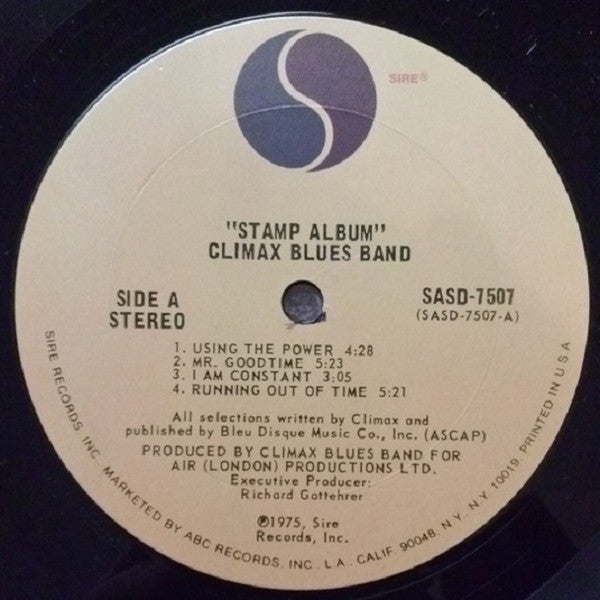 SIRE®
"STAMP ALBUM"
CLIMAX BLUES BAND
SIDE A
STEREO
SASD-7507
(SASD-7507-A)
1. USING THE POWER 4:28
2. MR. GOODTIME 5:23
3. I AM CONSTANT 3:05
4. RUNNING OUT OF TIME 5:21
All selections written by Climax and
published by Bleu Disque Music Co., Inc. (ASCAP)
PRODUCED BY CLIMAX BLUES BAND FOR
AIR (LONDON) PRODUCTIONS LTD.
Executive Producer:
Richard Gottehrer
℗1975, Sire
Records, Inc.
SIRE RECORDS, INC. MARKETED BY ABC RECORDS, INC., L.A., CALIF. 90048, N.Y., N.Y. 10019. PRINTED IN U.S.A.